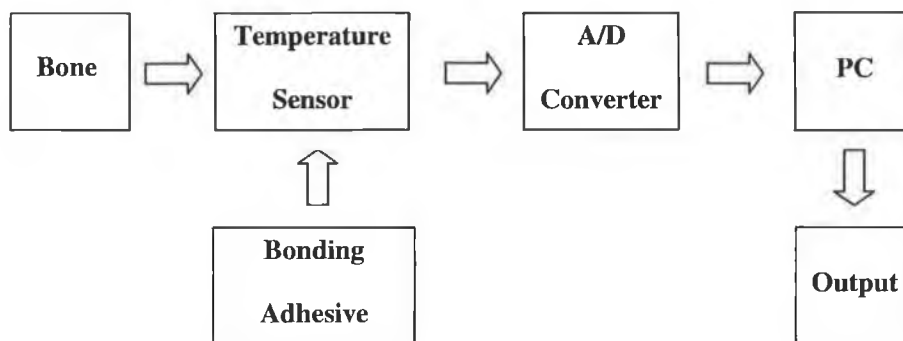 Bone
Temperature
Sensor
A/D
Converter
PC
Bonding
Adhesive
Output